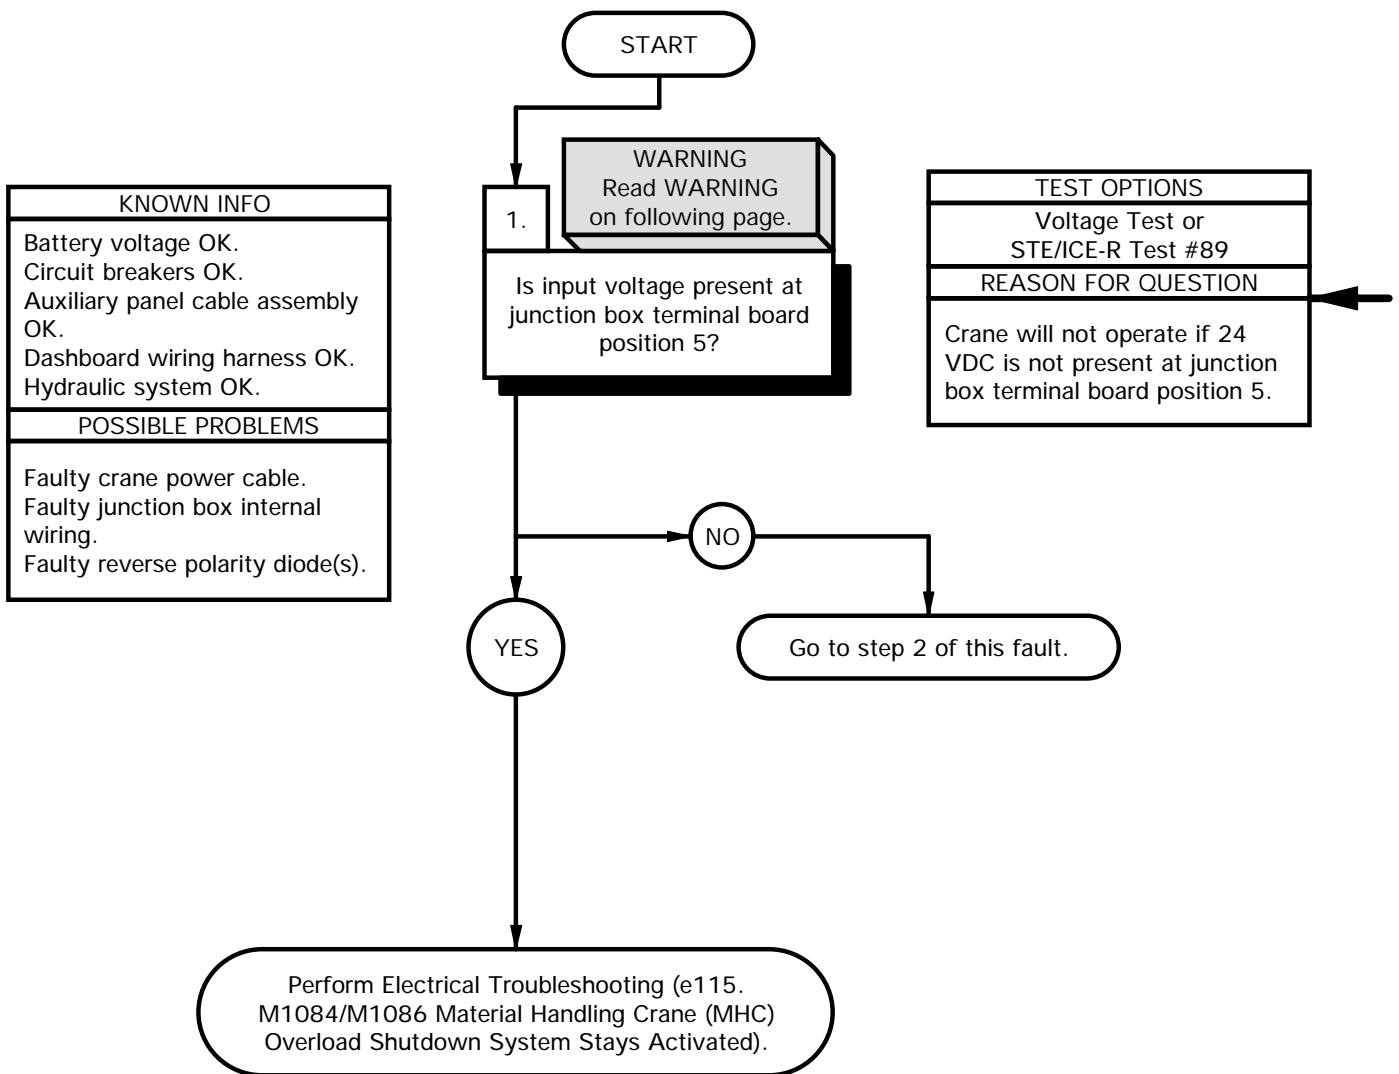 START
WARNING
Read WARNING
on following page.
1.
Is input voltage present at
junction box terminal board
position 5?
KNOWN INFO
Battery voltage OK.
Circuit breakers OK.
Auxiliary panel cable assembly
OK.
Dashboard wiring harness OK.
Hydraulic system OK.
POSSIBLE PROBLEMS
Faulty crane power cable.
Faulty junction box internal
wiring.
Faulty reverse polarity diode(s).
TEST OPTIONS
Voltage Test or
STE/ICE-R Test #89
REASON FOR QUESTION
Crane will not operate if 24
VDC is not present at junction
box terminal board position 5.
NO
YES
Go to step 2 of this fault.
Perform Electrical Troubleshooting (e115.
M1084/M1086 Material Handling Crane (MHC)
Overload Shutdown System Stays Activated).